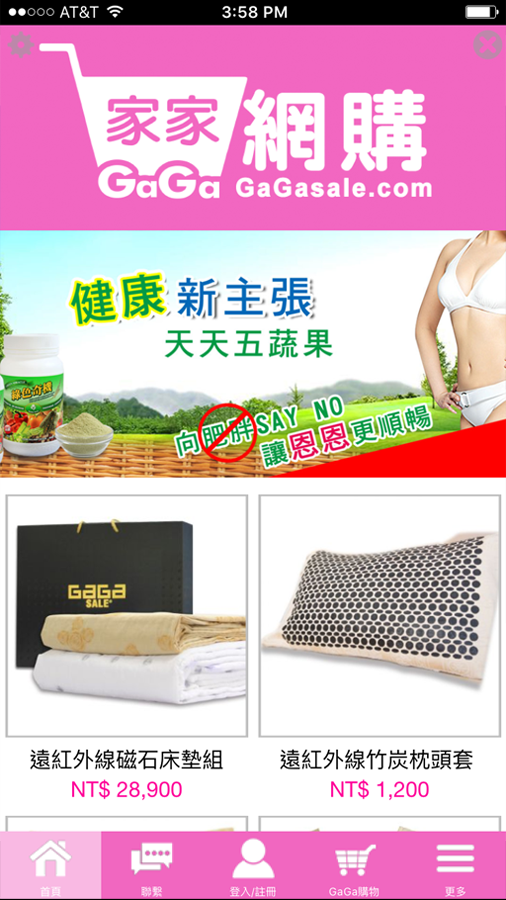 AT&T
3:58 PM
家家
GaGa
網購
GaGasale.com
健康新主張
天天五蔬果
綠色奇機
向肥胖SAY NO
讓恩恩更順暢
GaGa
SALE®
遠紅外線磁石床墊組
NT$ 28,900
遠紅外線竹炭枕頭套
NT$ 1,200
首頁
聯繫
登入/註冊
GaGa購物
更多